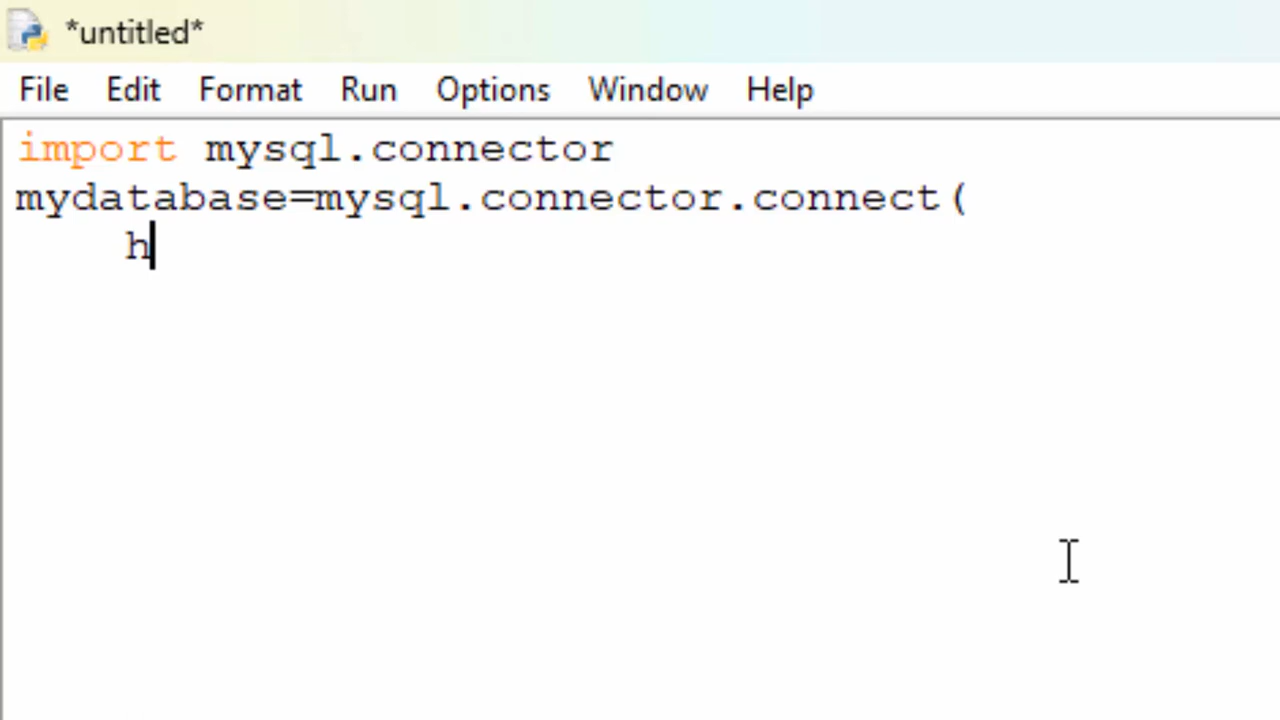 *untitled*
File Edit Format Run Options Window Help
import mysql.connector
mydatabase=mysql.connector.connect(
    h